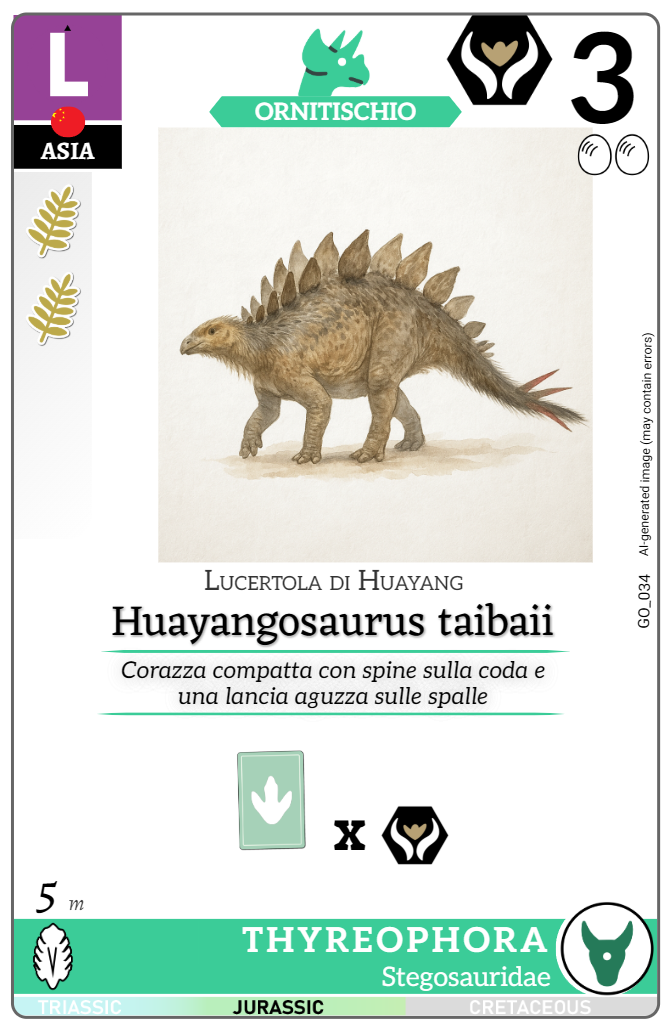 L
3
ORNITISCHIO
ASIA
AI-generated image (may contain errors)
GO_034
Lucertola di Huayang
Huayangosaurus taibaii
Corazza compatta con spine sulla coda e
una lancia aguzza sulle spalle
x
5 m
THYREOPHORA
Stegosauridae
TRIASSIC JURASSIC CRETACEOUS